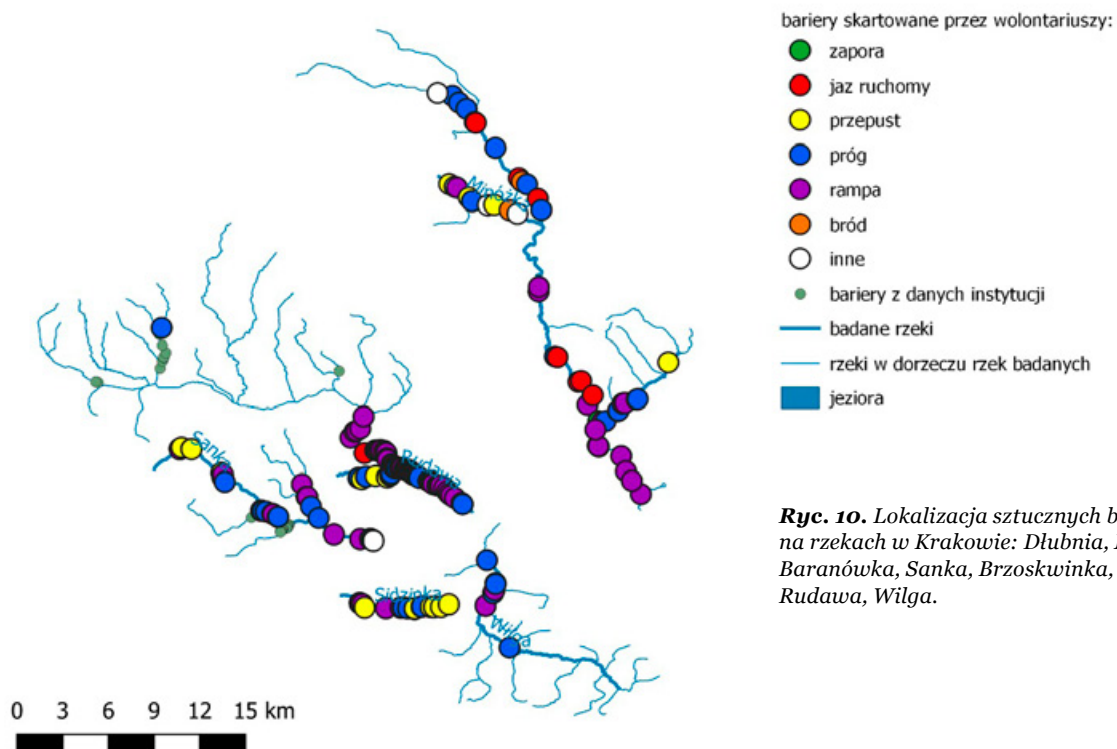 bariery skartowane przez wolontariuszy:
zapora
jaz ruchomy
przepust
próg
rampa
bród
inne
bariery z danych instytucji
badane rzeki
rzeki w dorzeczu rzek badanych
jeziora
Minóżka
Sanka
Rudawa
Sidzinka
Wilga
0 3 6 9 12 15 km
Ryc. 10. Lokalizacja sztucznych
na rzekach w Krakowie: Dłubnia,
Baranówka, Sanka, Brzoskwinka,
Rudawa, Wilga.